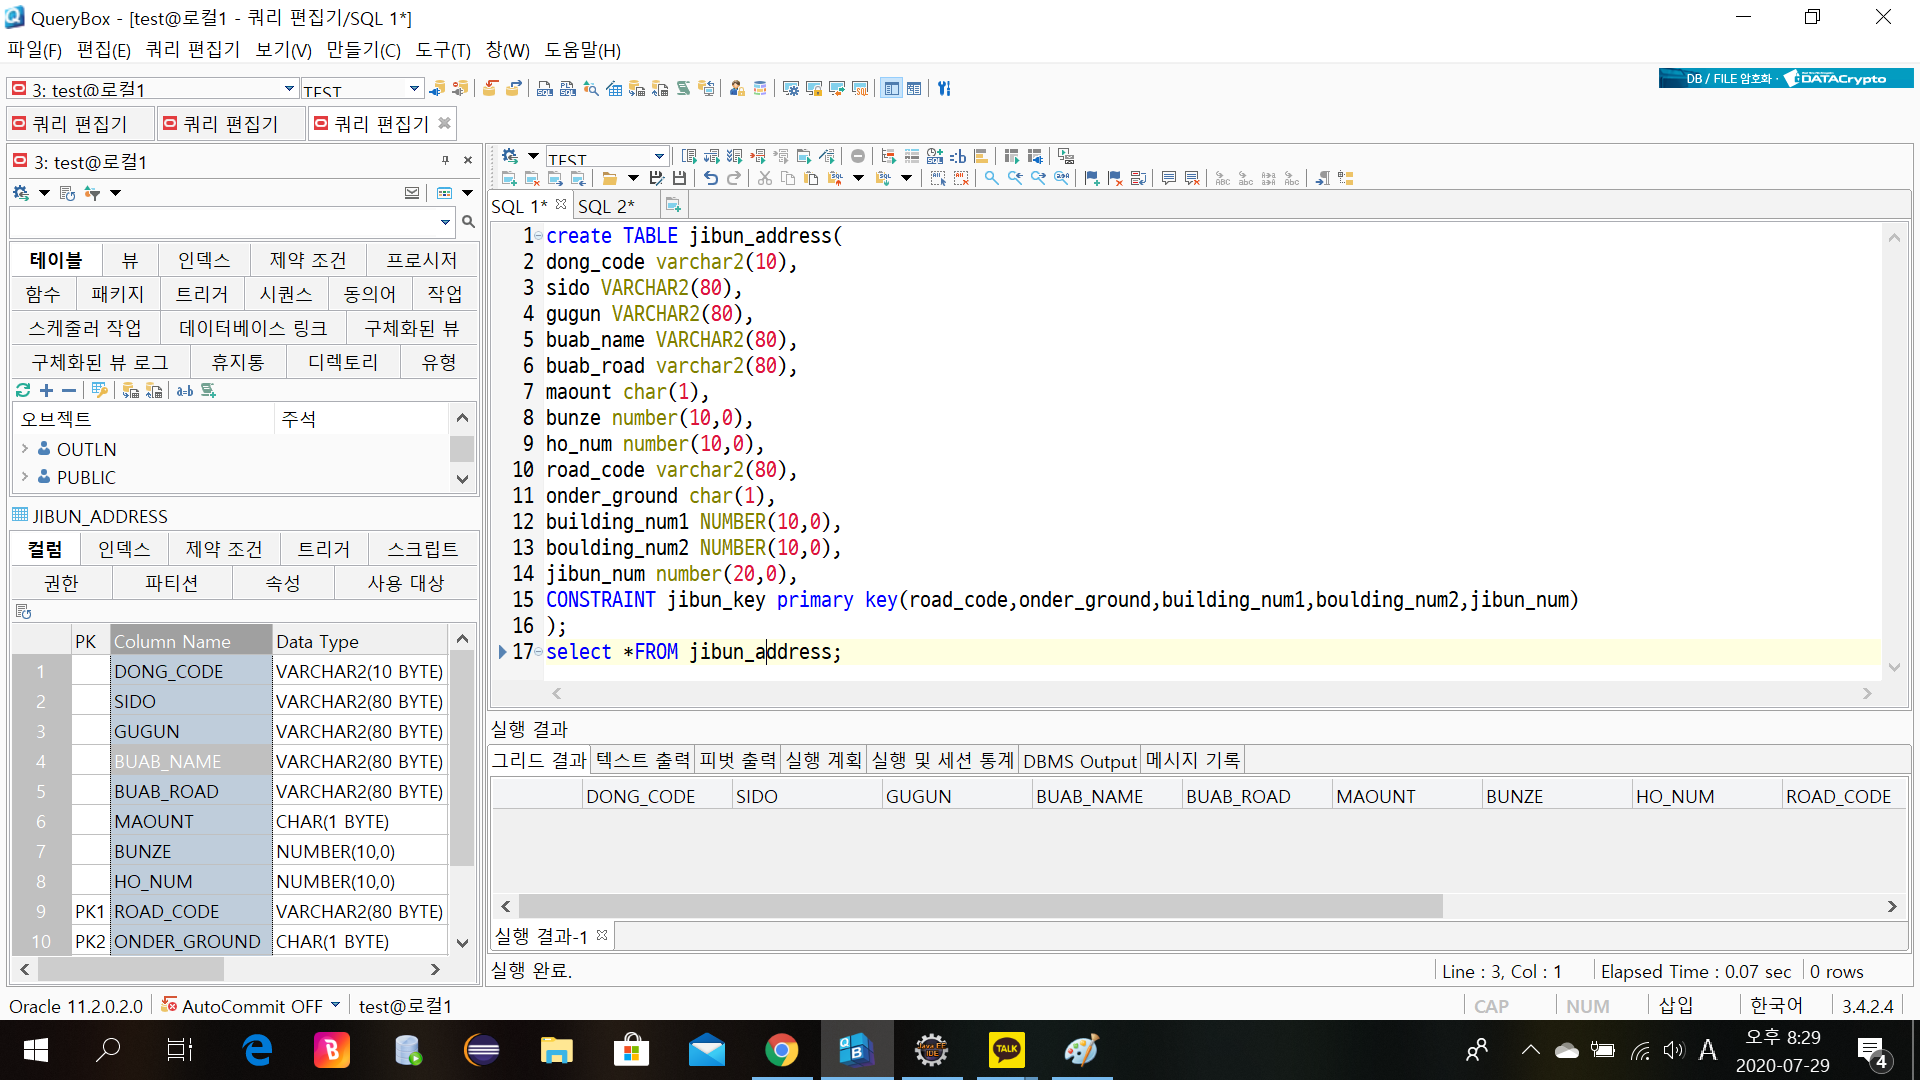 QueryBox - [test@로컬1 - 쿼리 편집기/SQL 1*]
파일(F) 편집(E) 쿼리 편집기 보기(V) 만들기(C) 도구(T) 창(W) 도움말(H)
3: test@로컬1 TEST
DB / FILE 암호화 · DATACrypto
쿼리 편집기 쿼리 편집기 쿼리 편집기
3: test@로컬1
테이블 뷰 인덱스 제약 조건 프로시저
함수 패키지 트리거 시퀀스 동의어 작업
스케줄러 작업 데이터베이스 링크 구체화된 뷰
구체화된 뷰 로그 휴지통 디렉토리 유형
오브젝트 주석
OUTLN
PUBLIC
JIBUN_ADDRESS
컬럼 인덱스 제약 조건 트리거 스크립트
권한 파티션 속성 사용 대상
PK Column Name Data Type
1 DONG_CODE VARCHAR2(10 BYTE)
2 SIDO VARCHAR2(80 BYTE)
3 GUGUN VARCHAR2(80 BYTE)
4 BUAB_NAME VARCHAR2(80 BYTE)
5 BUAB_ROAD VARCHAR2(80 BYTE)
6 MAOUNT CHAR(1 BYTE)
7 BUNZE NUMBER(10,0)
8 HO_NUM NUMBER(10,0)
9 PK1 ROAD_CODE VARCHAR2(80 BYTE)
10 PK2 ONDER_GROUND CHAR(1 BYTE)
TEST
SQL 1* SQL 2*
1 create TABLE jibun_address(
2 dong_code varchar2(10),
3 sido VARCHAR2(80),
4 gugun VARCHAR2(80),
5 buab_name VARCHAR2(80),
6 buab_road varchar2(80),
7 maount char(1),
8 bunze number(10,0),
9 ho_num number(10,0),
10 road_code varchar2(80),
11 onder_ground char(1),
12 building_num1 NUMBER(10,0),
13 boulding_num2 NUMBER(10,0),
14 jibun_num number(20,0),
15 CONSTRAINT jibun_key primary key(road_code,onder_ground,building_num1,boulding_num2,jibun_num)
16 );
17 select *FROM jibun_address;
실행 결과
그리드 결과 텍스트 출력 피벗 출력 실행 계획 실행 및 세션 통계 DBMS Output 메시지 기록
DONG_CODE SIDO GUGUN BUAB_NAME BUAB_ROAD MAOUNT BUNZE HO_NUM ROAD_CODE
실행 결과-1
실행 완료. Line : 3, Col : 1 Elapsed Time : 0.07 sec 0 rows
Oracle 11.2.0.2.0 AutoCommit OFF test@로컬1 CAP NUM 삽입 한국어 3.4.2.4
TALK
A
오후 8:29
2020-07-29
4